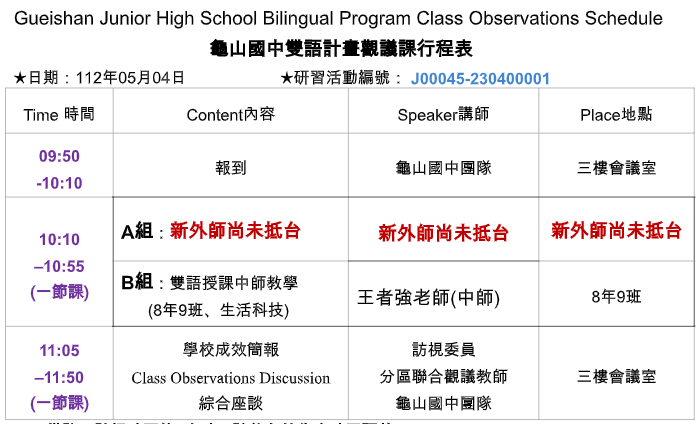 Gueishan Junior High School Bilingual Program Class Observations Schedule
龜山國中雙語計畫觀議課行程表
★日期：112年05月04日 ★研習活動編號： J00045-230400001
Time 時間 Content內容 Speaker講師 Place地點
09:50
-10:10
報到 龜山國中團隊 三樓會議室
10:10
–10:55
(一節課)
A組：新外師尚未抵台 新外師尚未抵台 新外師尚未抵台
B組：雙語授課中師教學
(8年9班、生活科技)
王者強老師(中師) 8年9班
11:05
–11:50
(一節課)
學校成效簡報
Class Observations Discussion
綜合座談
訪視委員
分區聯合觀議教師
龜山國中團隊
三樓會議室